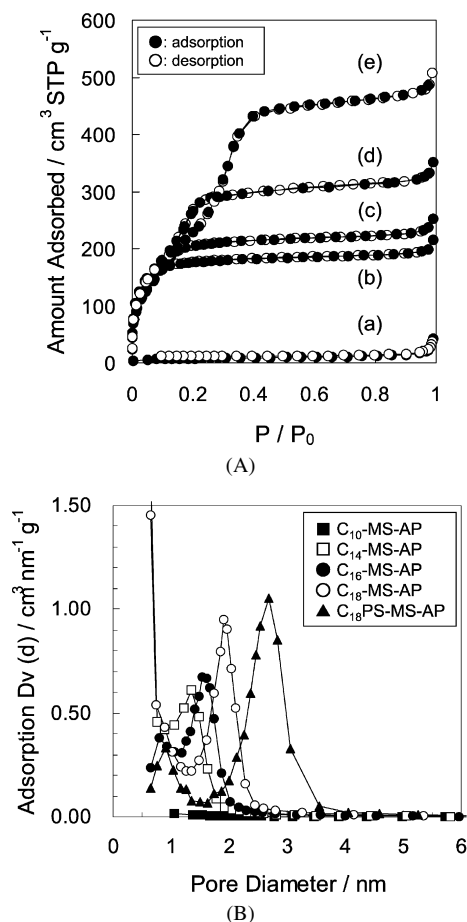 (A)
600
500
400
300
200
100
0
Amount Adsorbed / cm³ STP g⁻¹
●: adsorption
○: desorption
(e)
(d)
(c)
(b)
(a)
0 0.2 0.4 0.6 0.8 1
P / P₀
(A)
1.50
1.00
0.50
0.00
Adsorption Dv (d) / cm³ nm⁻¹ g⁻¹
C₁₀-MS-AP
C₁₄-MS-AP
C₁₆-MS-AP
C₁₈-MS-AP
C₁₈PS-MS-AP
0 1 2 3 4 5 6
Pore Diameter / nm
(B)